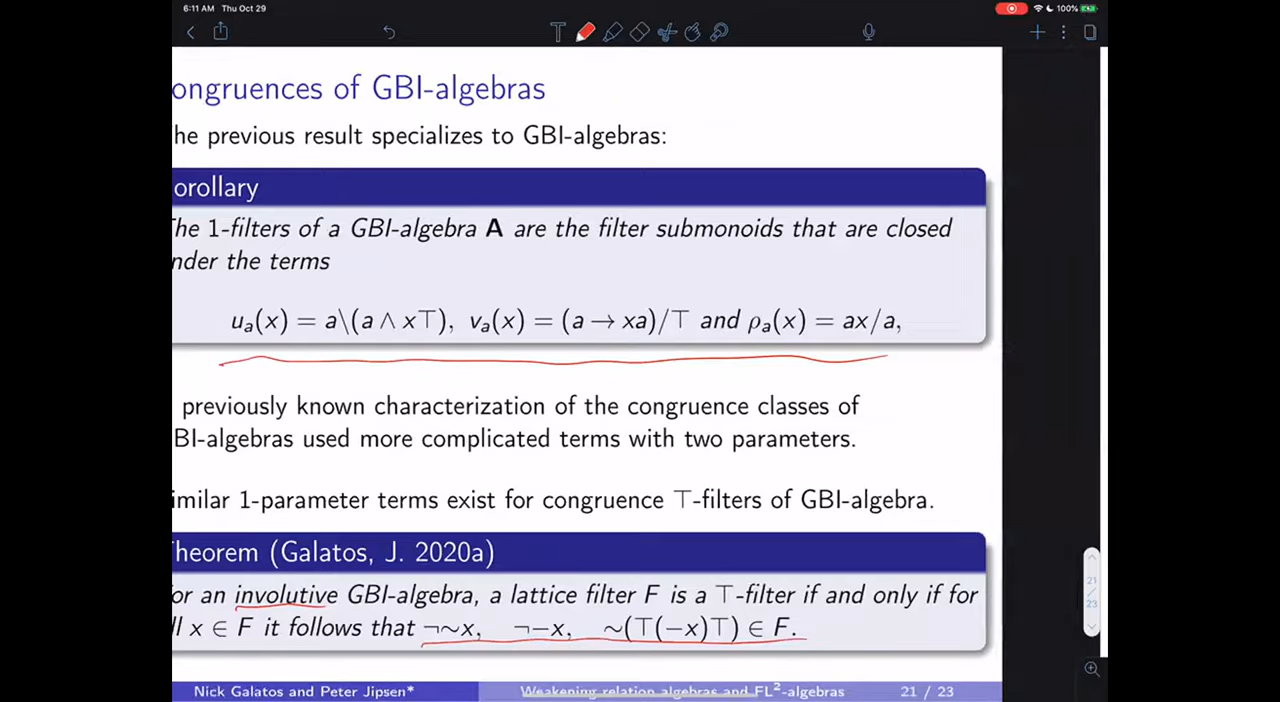 6:11 AM Thu Oct 29
100%
ongruences of GBI-algebras
he previous result specializes to GBI-algebras:
orollary
The 1-filters of a GBI-algebra A are the filter submonoids that are closed
nder the terms
uₐ(x) = a\(a ∧ x⊤), vₐ(x) = (a → xa)/⊤ and ρₐ(x) = ax/a,
previously known characterization of the congruence classes of
BI-algebras used more complicated terms with two parameters.
imilar 1-parameter terms exist for congruence ⊤-filters of GBI-algebra.
Theorem (Galatos, J. 2020a)
or an involutive GBI-algebra, a lattice filter F is a ⊤-filter if and only if for
ll x ∈ F it follows that ¬∼x, ¬−x, ∼(⊤(−x)⊤) ∈ F.
21
/
23
Nick Galatos and Peter Jipsen* Weakening relation algebras and FL²-algebras 21 / 23